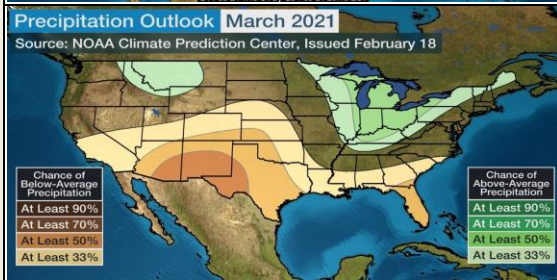 Precipitation Outlook March 2021
Source: NOAA Climate Prediction Center, Issued February 18
Chance of
Below-Average
Precipitation
At Least 90%
At Least 70%
At Least 50%
At Least 33%
Chance of
Above-Average
Precipitation
At Least 90%
At Least 70%
At Least 50%
At Least 33%